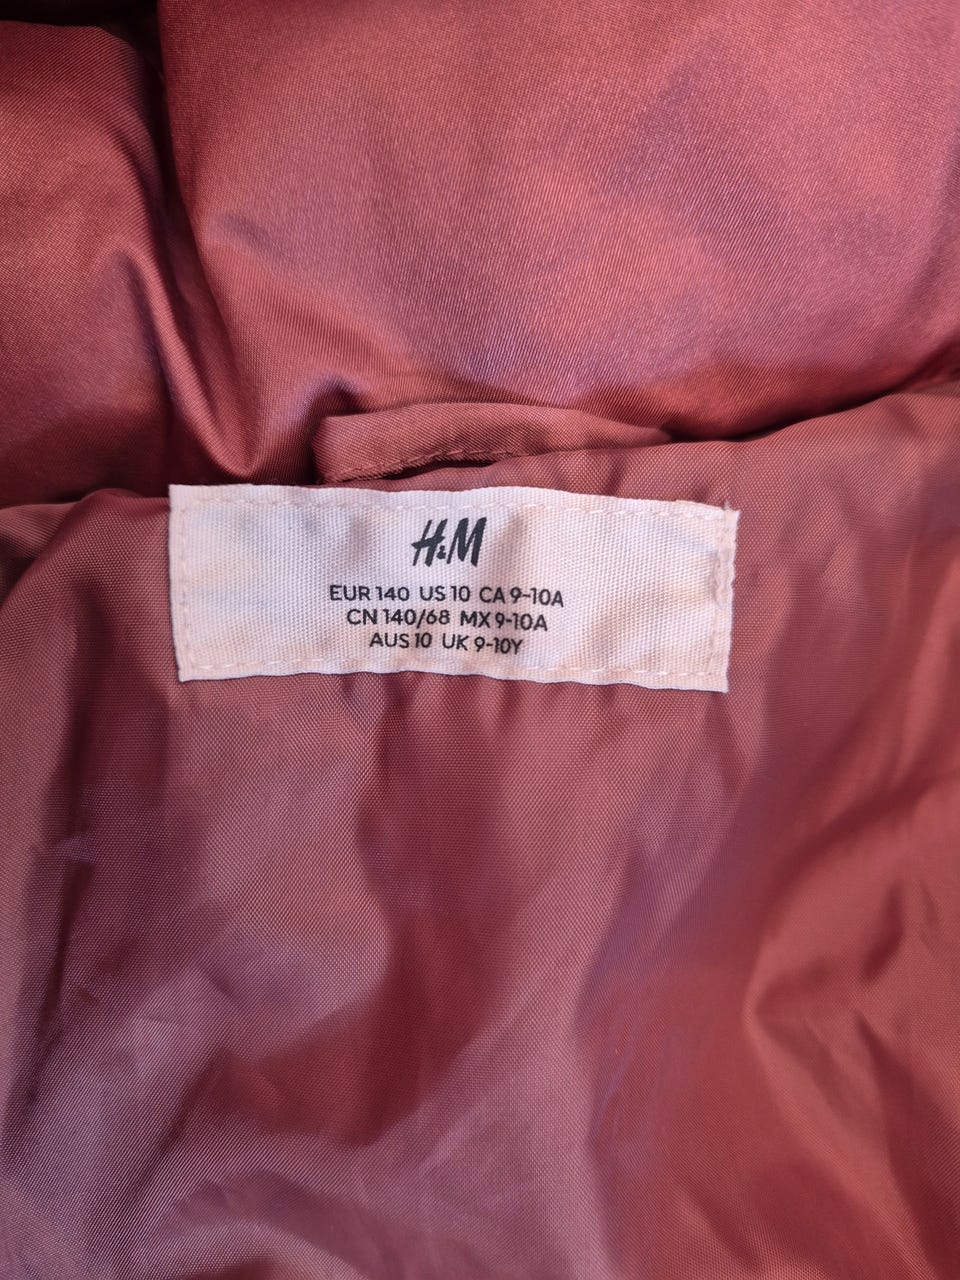 H&M
EUR 140 US 10 CA 9-10A
CN 140/68 MX 9-10A
AUS 10 UK 9-10Y